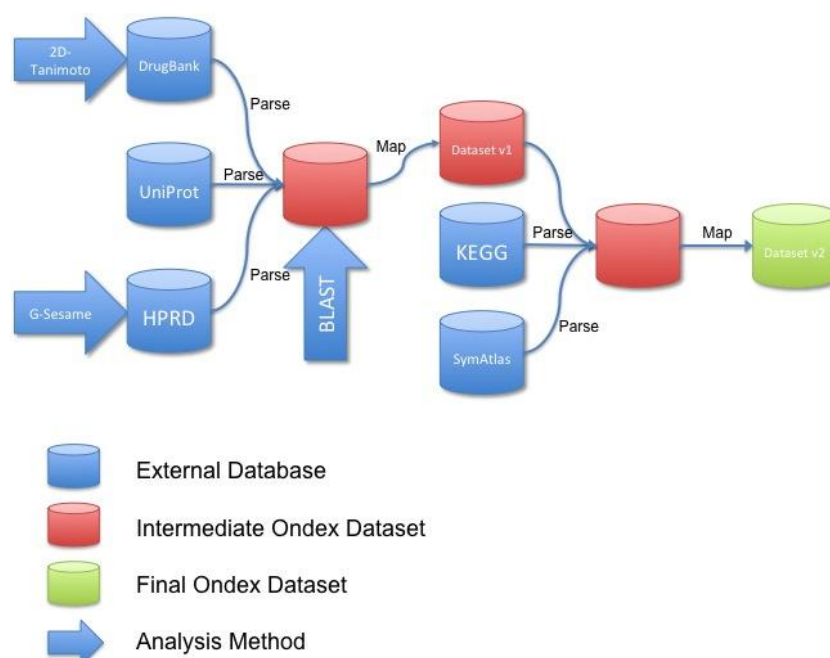 2D-
Tanimoto
DrugBank
Parse
UniProt
Parse
Parse
G-Sesame
HPRD
BLAST
Map
Dataset v1
KEGG
Parse
SymAtlas
Parse
Map
Dataset v2
External Database
Intermediate Ondex Dataset
Final Ondex Dataset
Analysis Method